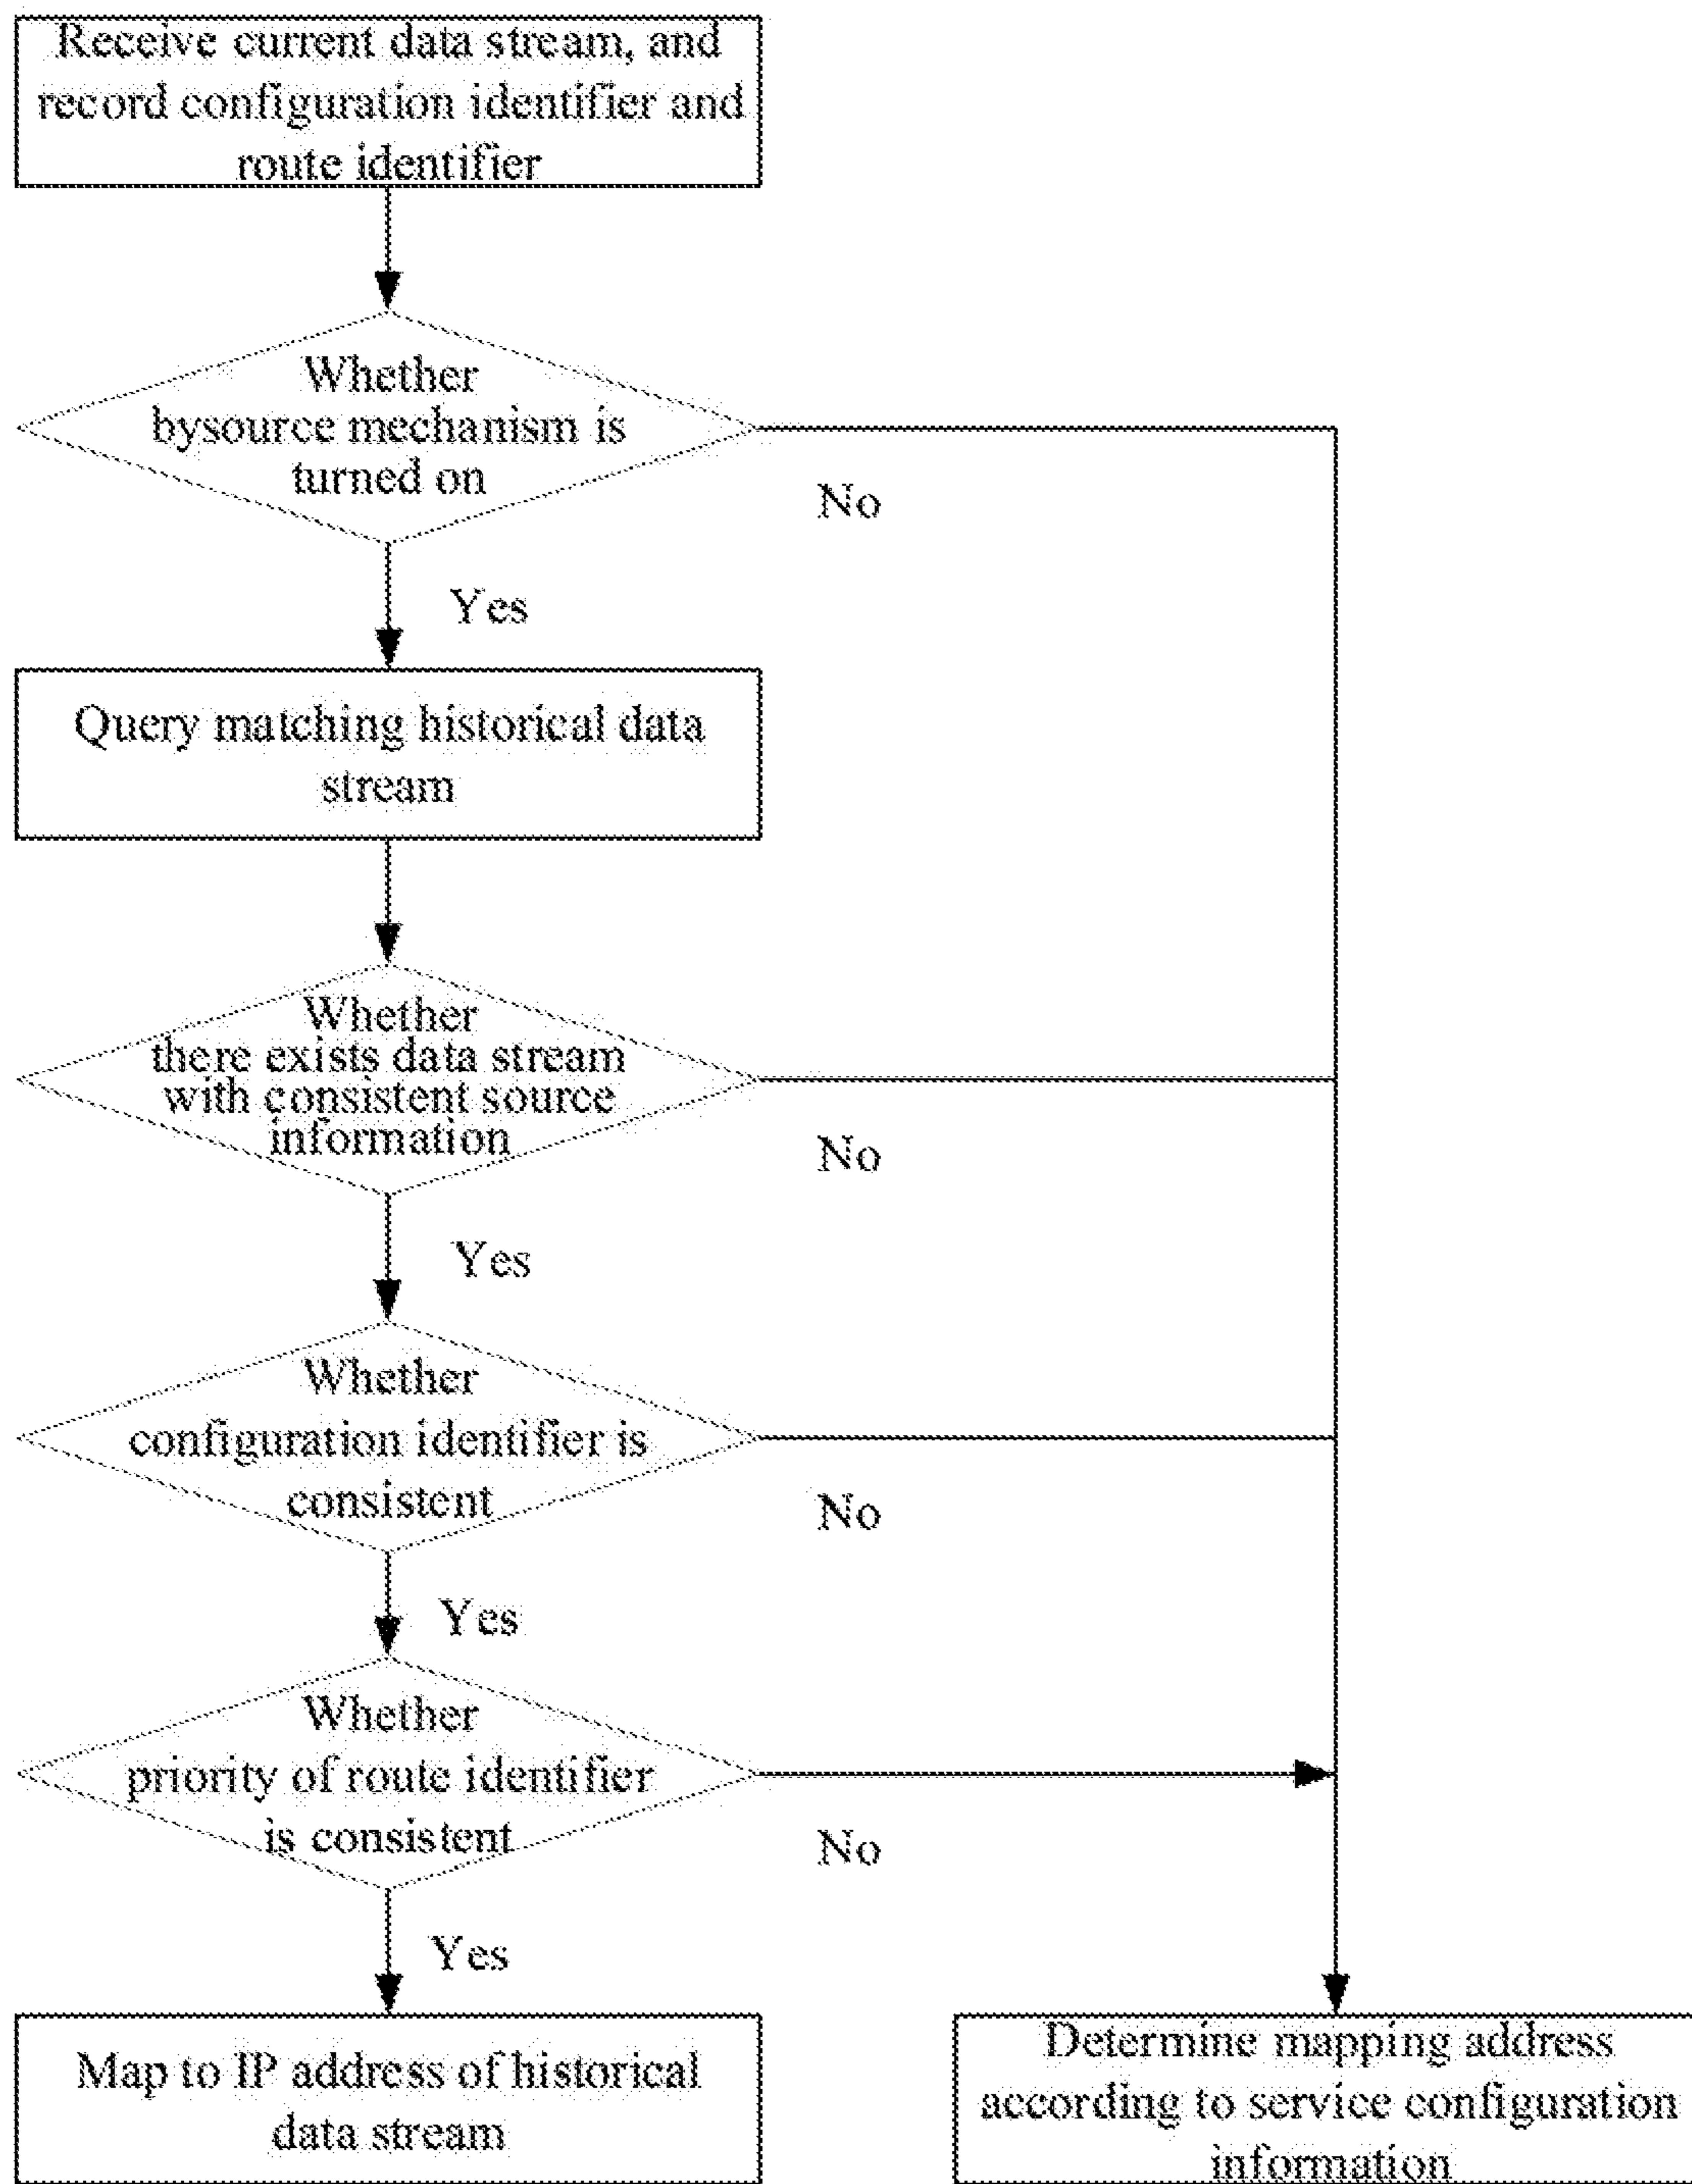 Receive current data stream, and
record configuration identifier and
route identifier
Whether
bysource mechanism is
turned on
No
Yes
Query matching historical data
stream
Whether
there exists data stream
with consistent source
information
No
Yes
Whether
configuration identifier is
consistent
No
Yes
Whether
priority of route identifier
is consistent
No
Yes
Map to IP address of historical
data stream
Determine mapping address
according to service configuration
information